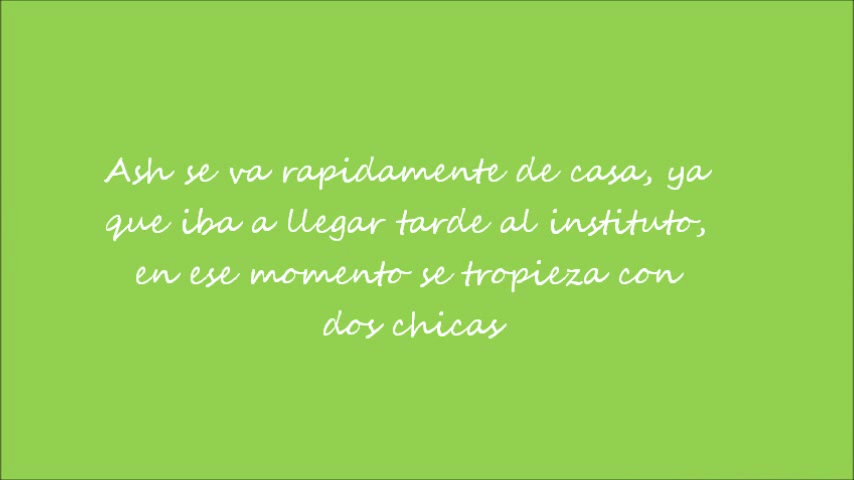 Ash se va rapidamente de casa, ya
que iba a llegar tarde al instituto,
en ese momento se tropieza con
dos chicas